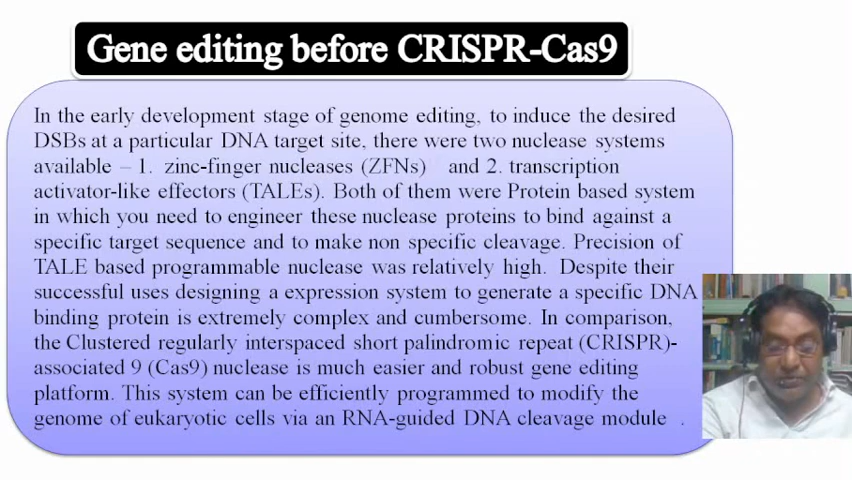 Gene editing before CRISPR-Cas9
In the early development stage of genome editing, to induce the desired
DSBs at a particular DNA target site, there were two nuclease systems
available – 1. zinc-finger nucleases (ZFNs) and 2. transcription
activator-like effectors (TALEs). Both of them were Protein based system
in which you need to engineer these nuclease proteins to bind against a
specific target sequence and to make non specific cleavage. Precision of
TALE based programmable nuclease was relatively high. Despite their
successful uses designing a expression system to generate a specific DNA
binding protein is extremely complex and cumbersome. In comparison,
the Clustered regularly interspaced short palindromic repeat (CRISPR)-
associated 9 (Cas9) nuclease is much easier and robust gene editing
platform. This system can be efficiently programmed to modify the
genome of eukaryotic cells via an RNA-guided DNA cleavage module .